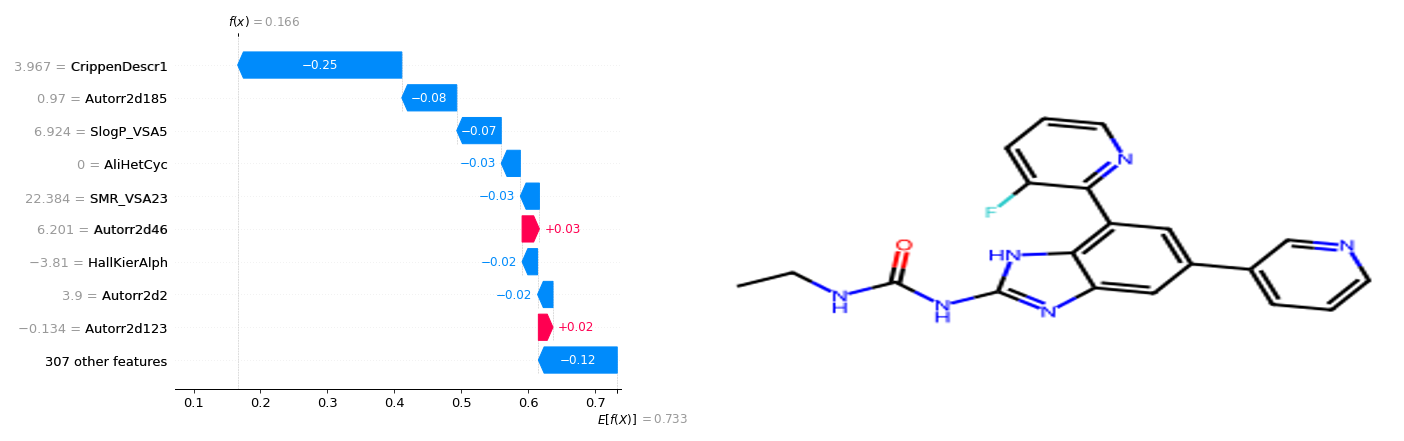 f(x) = 0.166
3.967 = CrippenDescr1
−0.25
0.97 = Autorr2d185
−0.08
6.924 = SlogP_VSA5
−0.07
0 = AliHetCyc
−0.03
22.384 = SMR_VSA23
−0.03
6.201 = Autorr2d46
+0.03
−3.81 = HallKierAlph
−0.02
3.9 = Autorr2d2
−0.02
−0.134 = Autorr2d123
+0.02
307 other features
−0.12
0.1 0.2 0.3 0.4 0.5 0.6 0.7
E[f(X)] = 0.733
N
F
O
HN
N
N
H
N
H
N